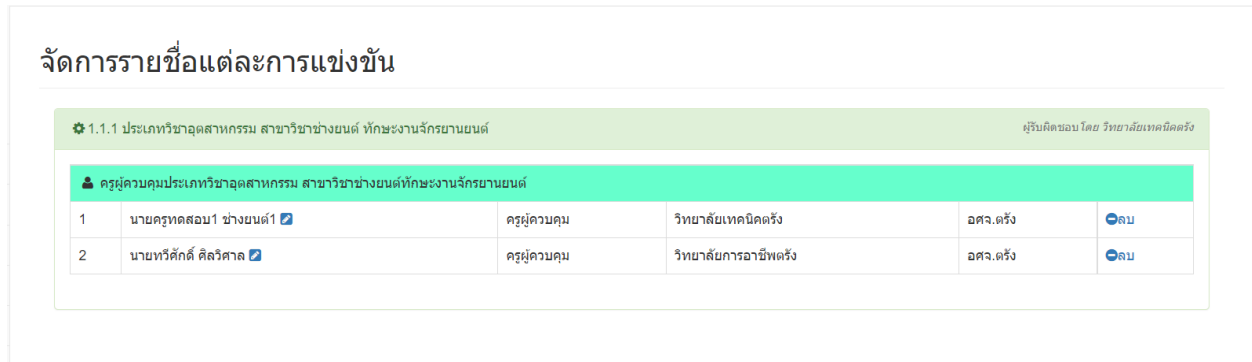 จัดการรายชื่อแต่ละการแข่งขัน
1.1.1 ประเภทวิชาอุตสาหกรรม สาขาวิชาช่างยนต์ ทักษะงานจักรยานยนต์ ผู้รับผิดชอบโดย วิทยาลัยเทคนิคตรัง
ครูผู้ควบคุมประเภทวิชาอุตสาหกรรม สาขาวิชาช่างยนต์ทักษะงานจักรยานยนต์
1 นายครูทดสอบ1 ช่างยนต์1 ครูผู้ควบคุม วิทยาลัยเทคนิคตรัง อศจ.ตรัง ลบ
2 นายทวีศักดิ์ ศิลวิศาล ครูผู้ควบคุม วิทยาลัยการอาชีพตรัง อศจ.ตรัง ลบ